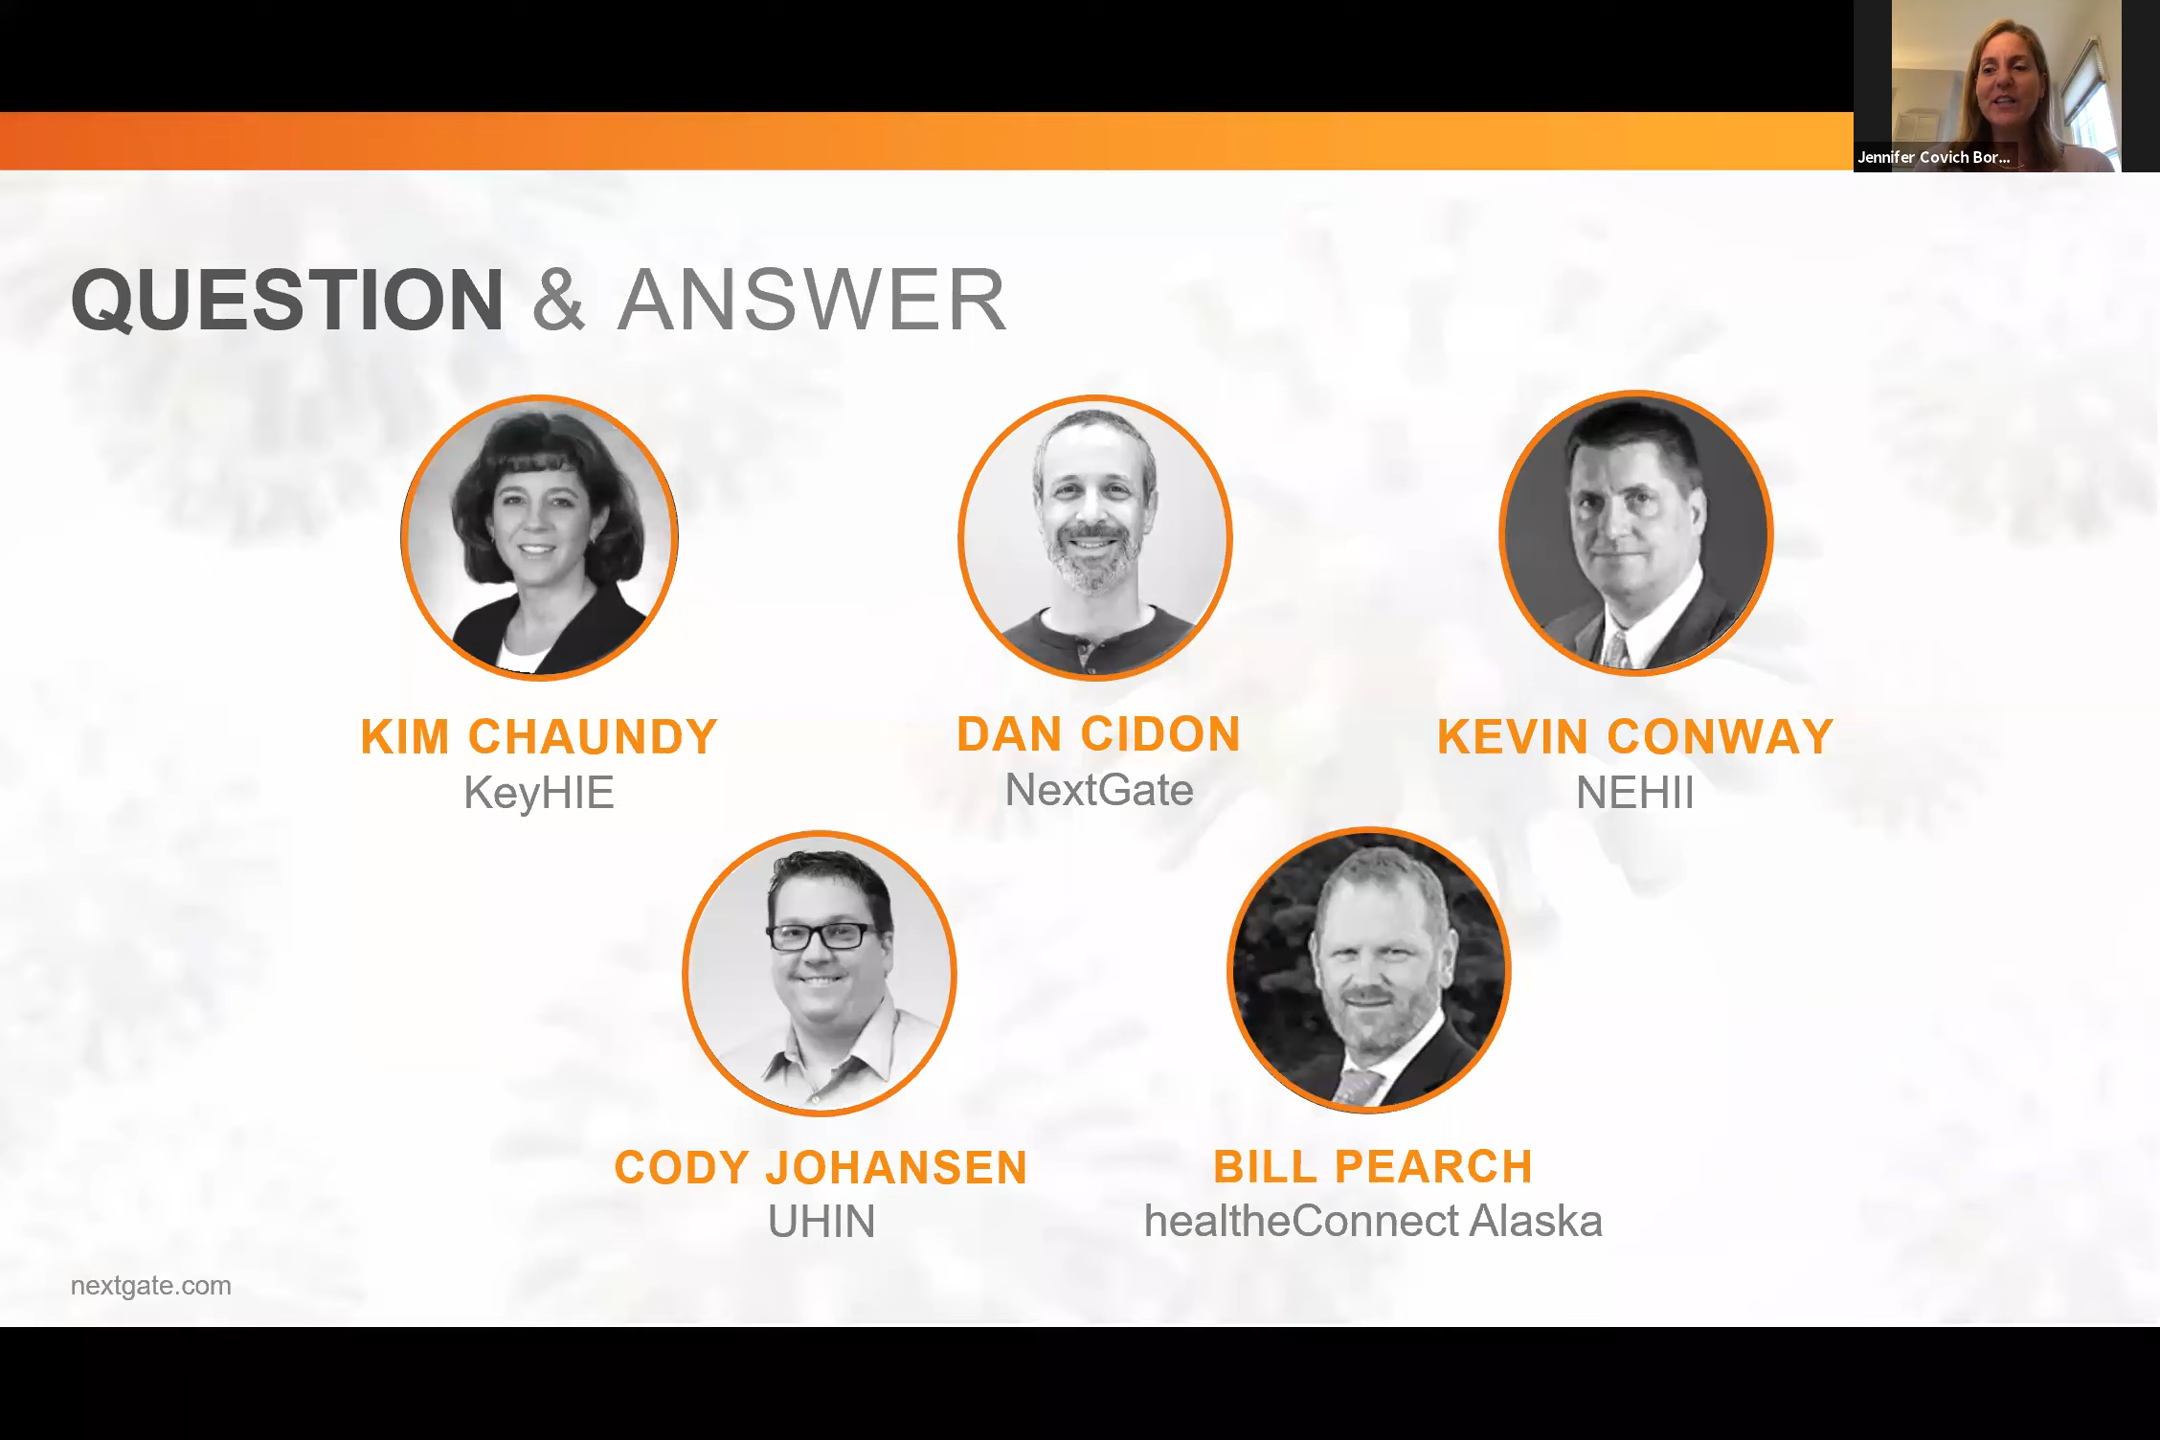 Jennifer Covich Bor...
QUESTION & ANSWER
KIM CHAUNDY
KeyHIE
DAN CIDON
NextGate
KEVIN CONWAY
NEHII
CODY JOHANSEN
UHIN
BILL PEARCH
healtheConnect Alaska
nextgate.com